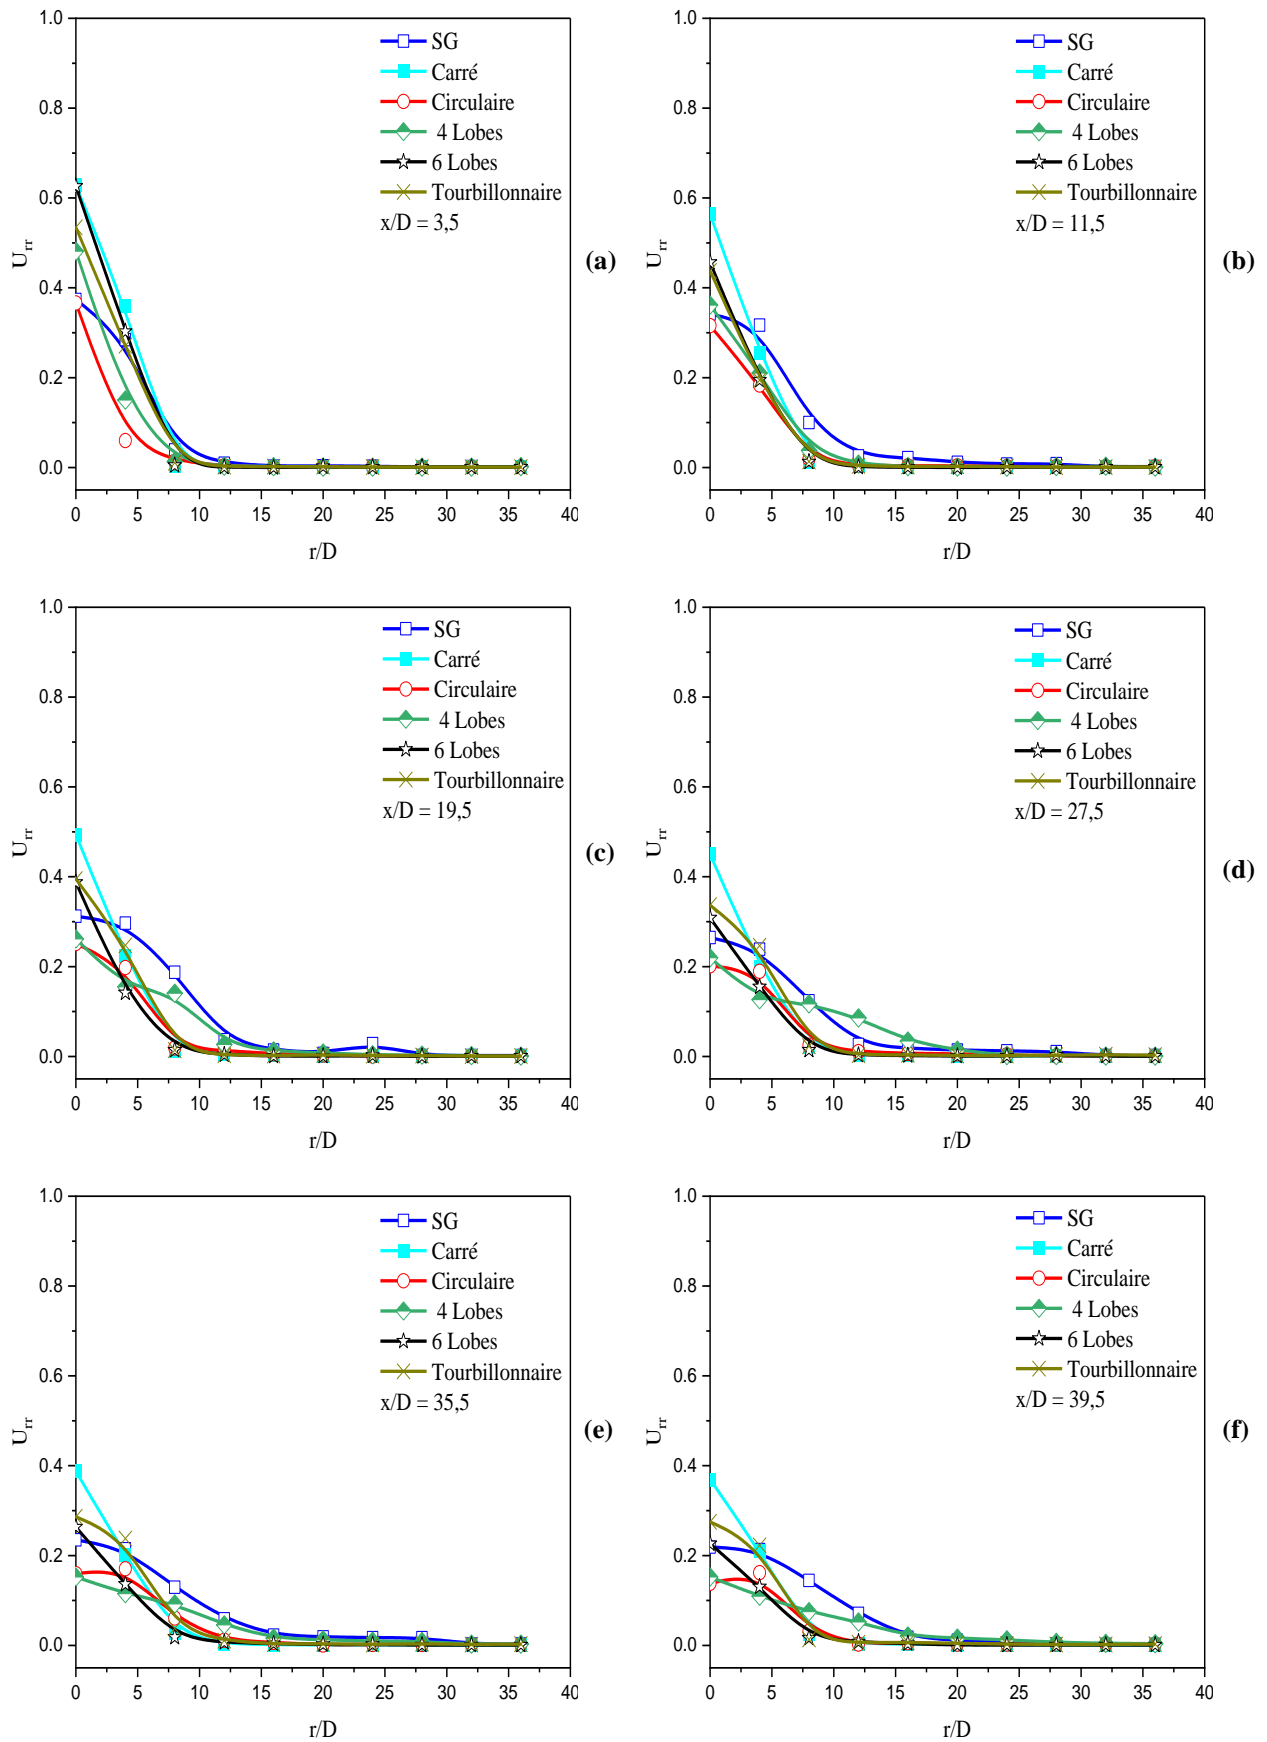 1.0
0.8
0.6
0.4
0.2
0.0
U_rr
SG
Carré
Circulaire
4 Lobes
6 Lobes
Tourbillonnaire
x/D = 3,5
(a)
0 5 10 15 20 25 30 35 40
r/D
1.0
0.8
0.6
0.4
0.2
0.0
U_rr
SG
Carré
Circulaire
4 Lobes
6 Lobes
Tourbillonnaire
x/D = 11,5
(b)
0 5 10 15 20 25 30 35 40
r/D
1.0
0.8
0.6
0.4
0.2
0.0
U_rr
SG
Carré
Circulaire
4 Lobes
6 Lobes
Tourbillonnaire
x/D = 19,5
(c)
0 5 10 15 20 25 30 35 40
r/D
1.0
0.8
0.6
0.4
0.2
0.0
U_rr
SG
Carré
Circulaire
4 Lobes
6 Lobes
Tourbillonnaire
x/D = 27,5
(d)
0 5 10 15 20 25 30 35 40
r/D
1.0
0.8
0.6
0.4
0.2
0.0
U_rr
SG
Carré
Circulaire
4 Lobes
6 Lobes
Tourbillonnaire
x/D = 35,5
(e)
0 5 10 15 20 25 30 35 40
r/D
1.0
0.8
0.6
0.4
0.2
0.0
U_rr
SG
Carré
Circulaire
4 Lobes
6 Lobes
Tourbillonnaire
x/D = 39,5
(f)
0 5 10 15 20 25 30 35 40
r/D